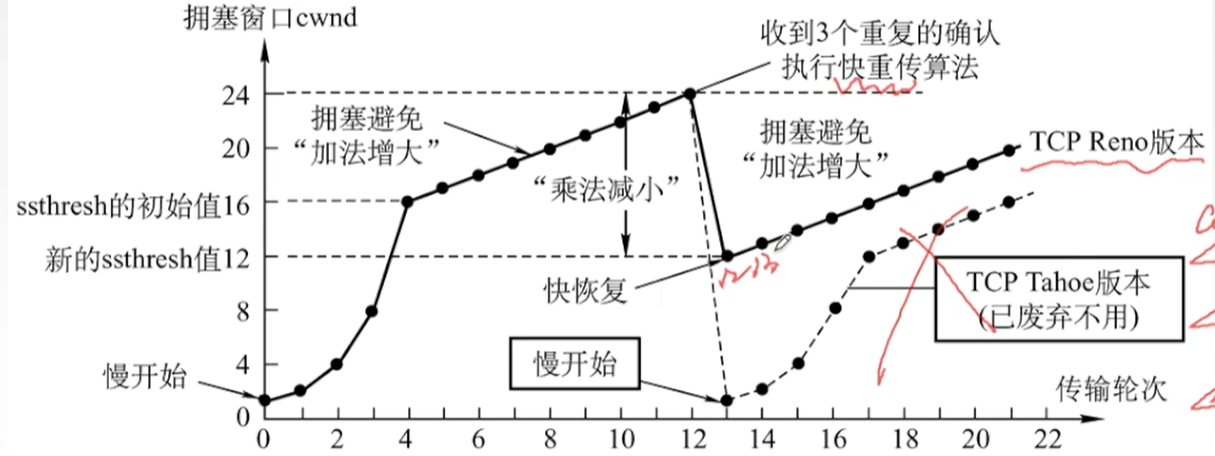 拥塞窗口cwnd
收到3个重复的确认
执行快重传算法
24
拥塞避免
“加法增大”
拥塞避免
“加法增大”
20
TCP Reno版本
“乘法减小”
ssthresh的初始值16
新的ssthresh值12
12 13
快恢复
TCP Tahoe版本
(已废弃不用)
8
慢开始
4
慢开始
传输轮次
0
0 2 4 6 8 10 12 14 16 18 20 22